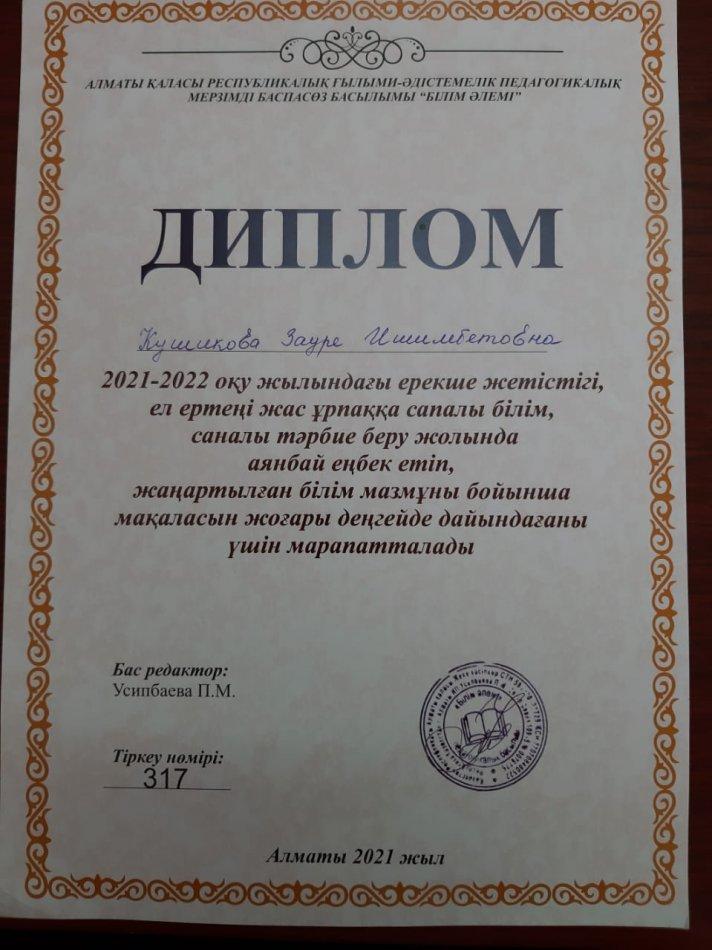 АЛМАТЫ ҚАЛАСЫ РЕСПУБЛИКАЛЫҚ ҒЫЛЫМИ-ӘДІСТЕМЕЛІК ПЕДАГОГИКАЛЫҚ
МЕРЗІМДІ БАСПАСӨЗ БАСЫЛЫМЫ “БІЛІМ ӘЛЕМІ”
ДИПЛОМ
Кушикова Зауре Ишимбетовна
2021-2022 оқу жылындағы ерекше жетістігі,
ел ертеңі жас ұрпаққа сапалы білім,
саналы тәрбие беру жолында
аянбай еңбек етіп,
жаңартылған білім мазмұны бойынша
мақаласын жоғары деңгейде дайындағаны
үшін марапатталады
Бас редактор:
Усипбаева П.М.
«Білім әлемі»
Тіркеу нөмірі:
317
Алматы 2021 жыл